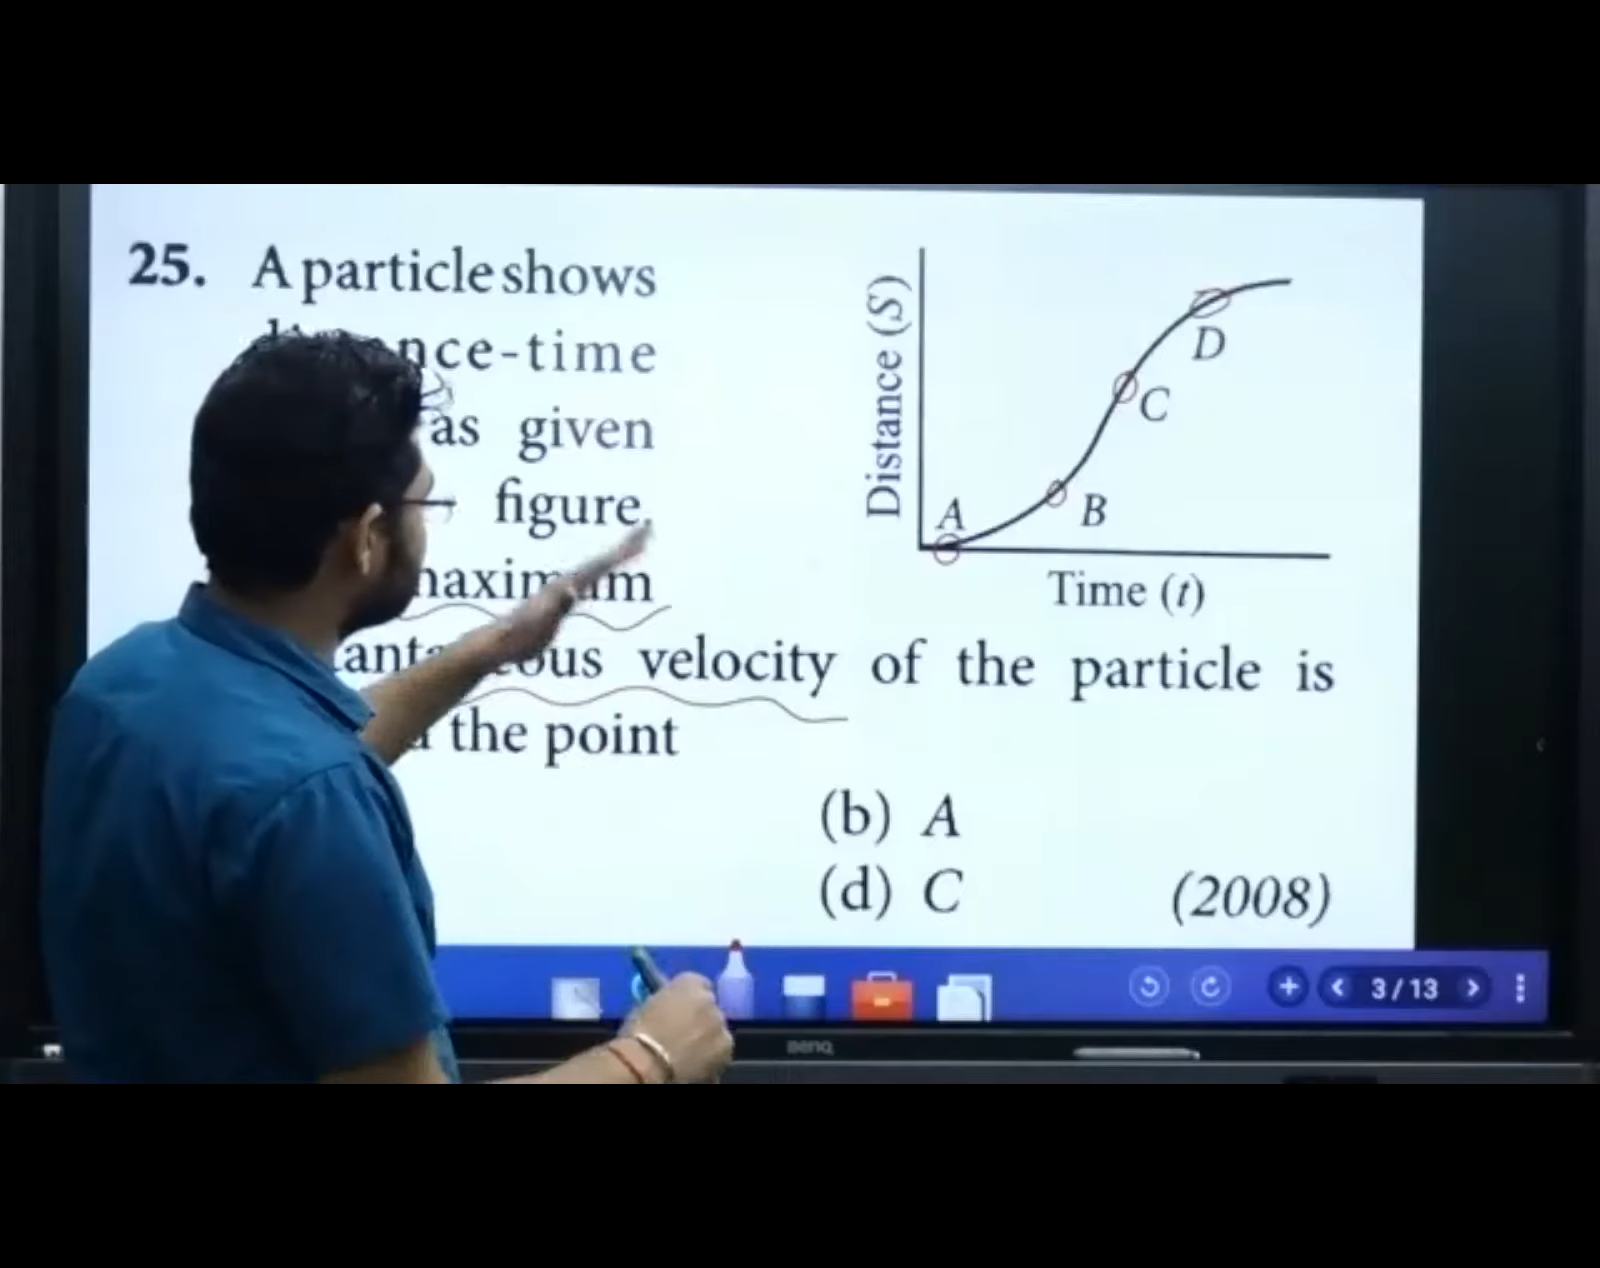 25. A particle shows
nce-time
as given
figure.
the point
velocity of the particle is
Distance (S)
A
B
C
D
Time (t)
(b) A
(d) C
(2008)
3/13
BenQ